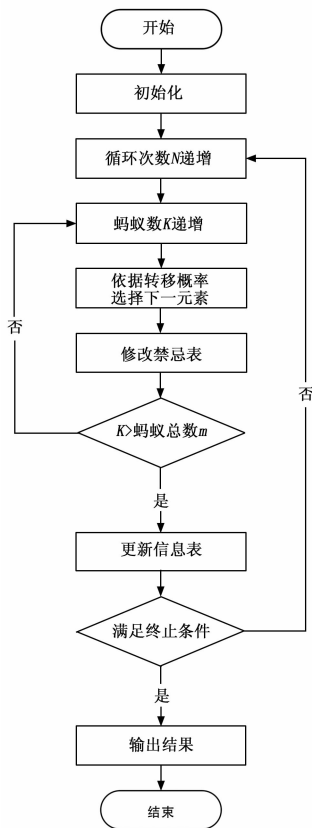 开始
初始化
循环次数N递增
蚂蚁数K递增
依据转移概率
选择下一元素
否
修改禁忌表
否
K>蚂蚁总数m
是
更新信息表
满足终止条件
是
输出结果
结束